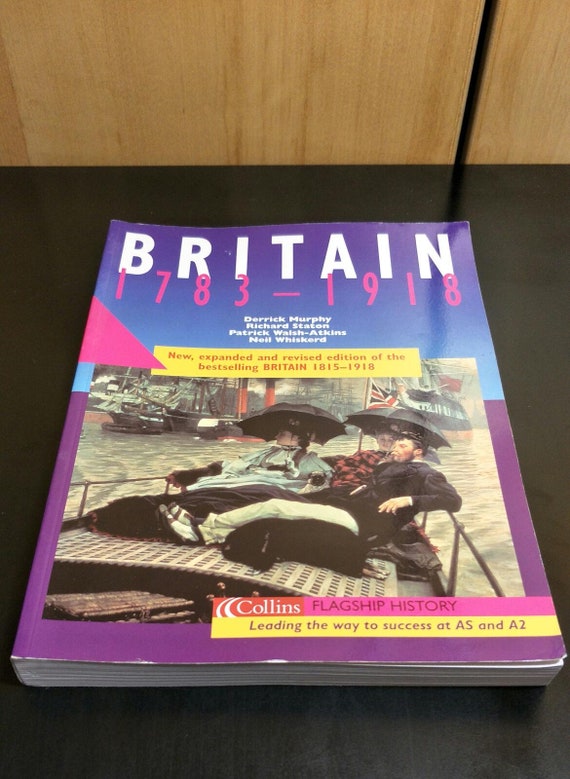 BRITAIN
1783–1918
Derrick Murphy
Richard Staton
Patrick Walsh-Atkins
Neil Whiskerd
New, expanded and revised edition of the
bestselling BRITAIN 1815–1918
Collins FLAGSHIP HISTORY
Leading the way to success at AS and A2